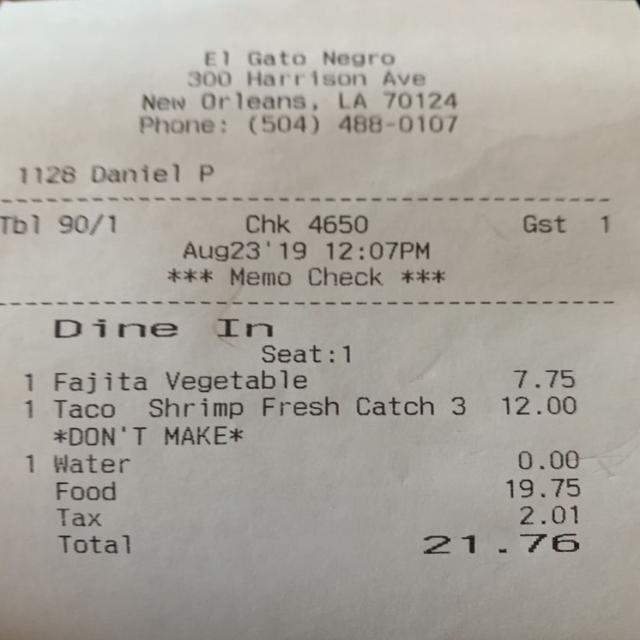 El Gato Negro
300 Harrison Ave
New Orleans, LA 70124
Phone: (504) 488-0107
1128 Daniel P
Tbl 90/1 Chk 4650 Gst 1
Aug23'19 12:07PM
*** Memo Check ***
Dine In
Seat:1
1 Fajita Vegetable 7.75
1 Taco Shrimp Fresh Catch 3 12.00
*DON'T MAKE*
1 Water 0.00
Food 19.75
Tax 2.01
Total 21.76